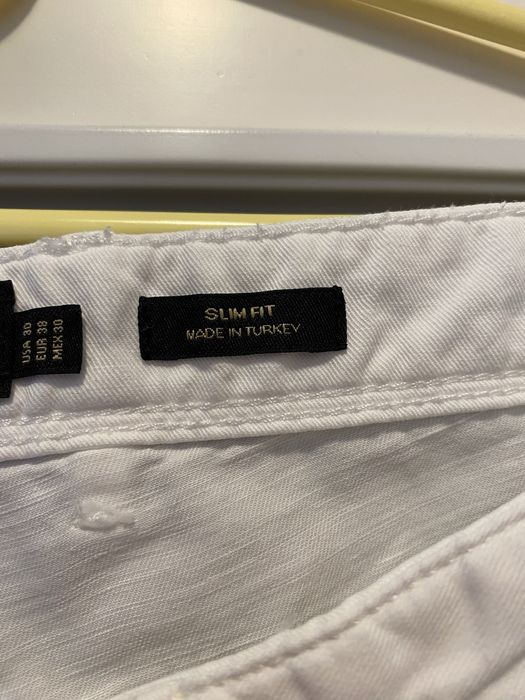 USA 30
EUR 38
MEX 30
SLIM FIT
MADE IN TURKEY